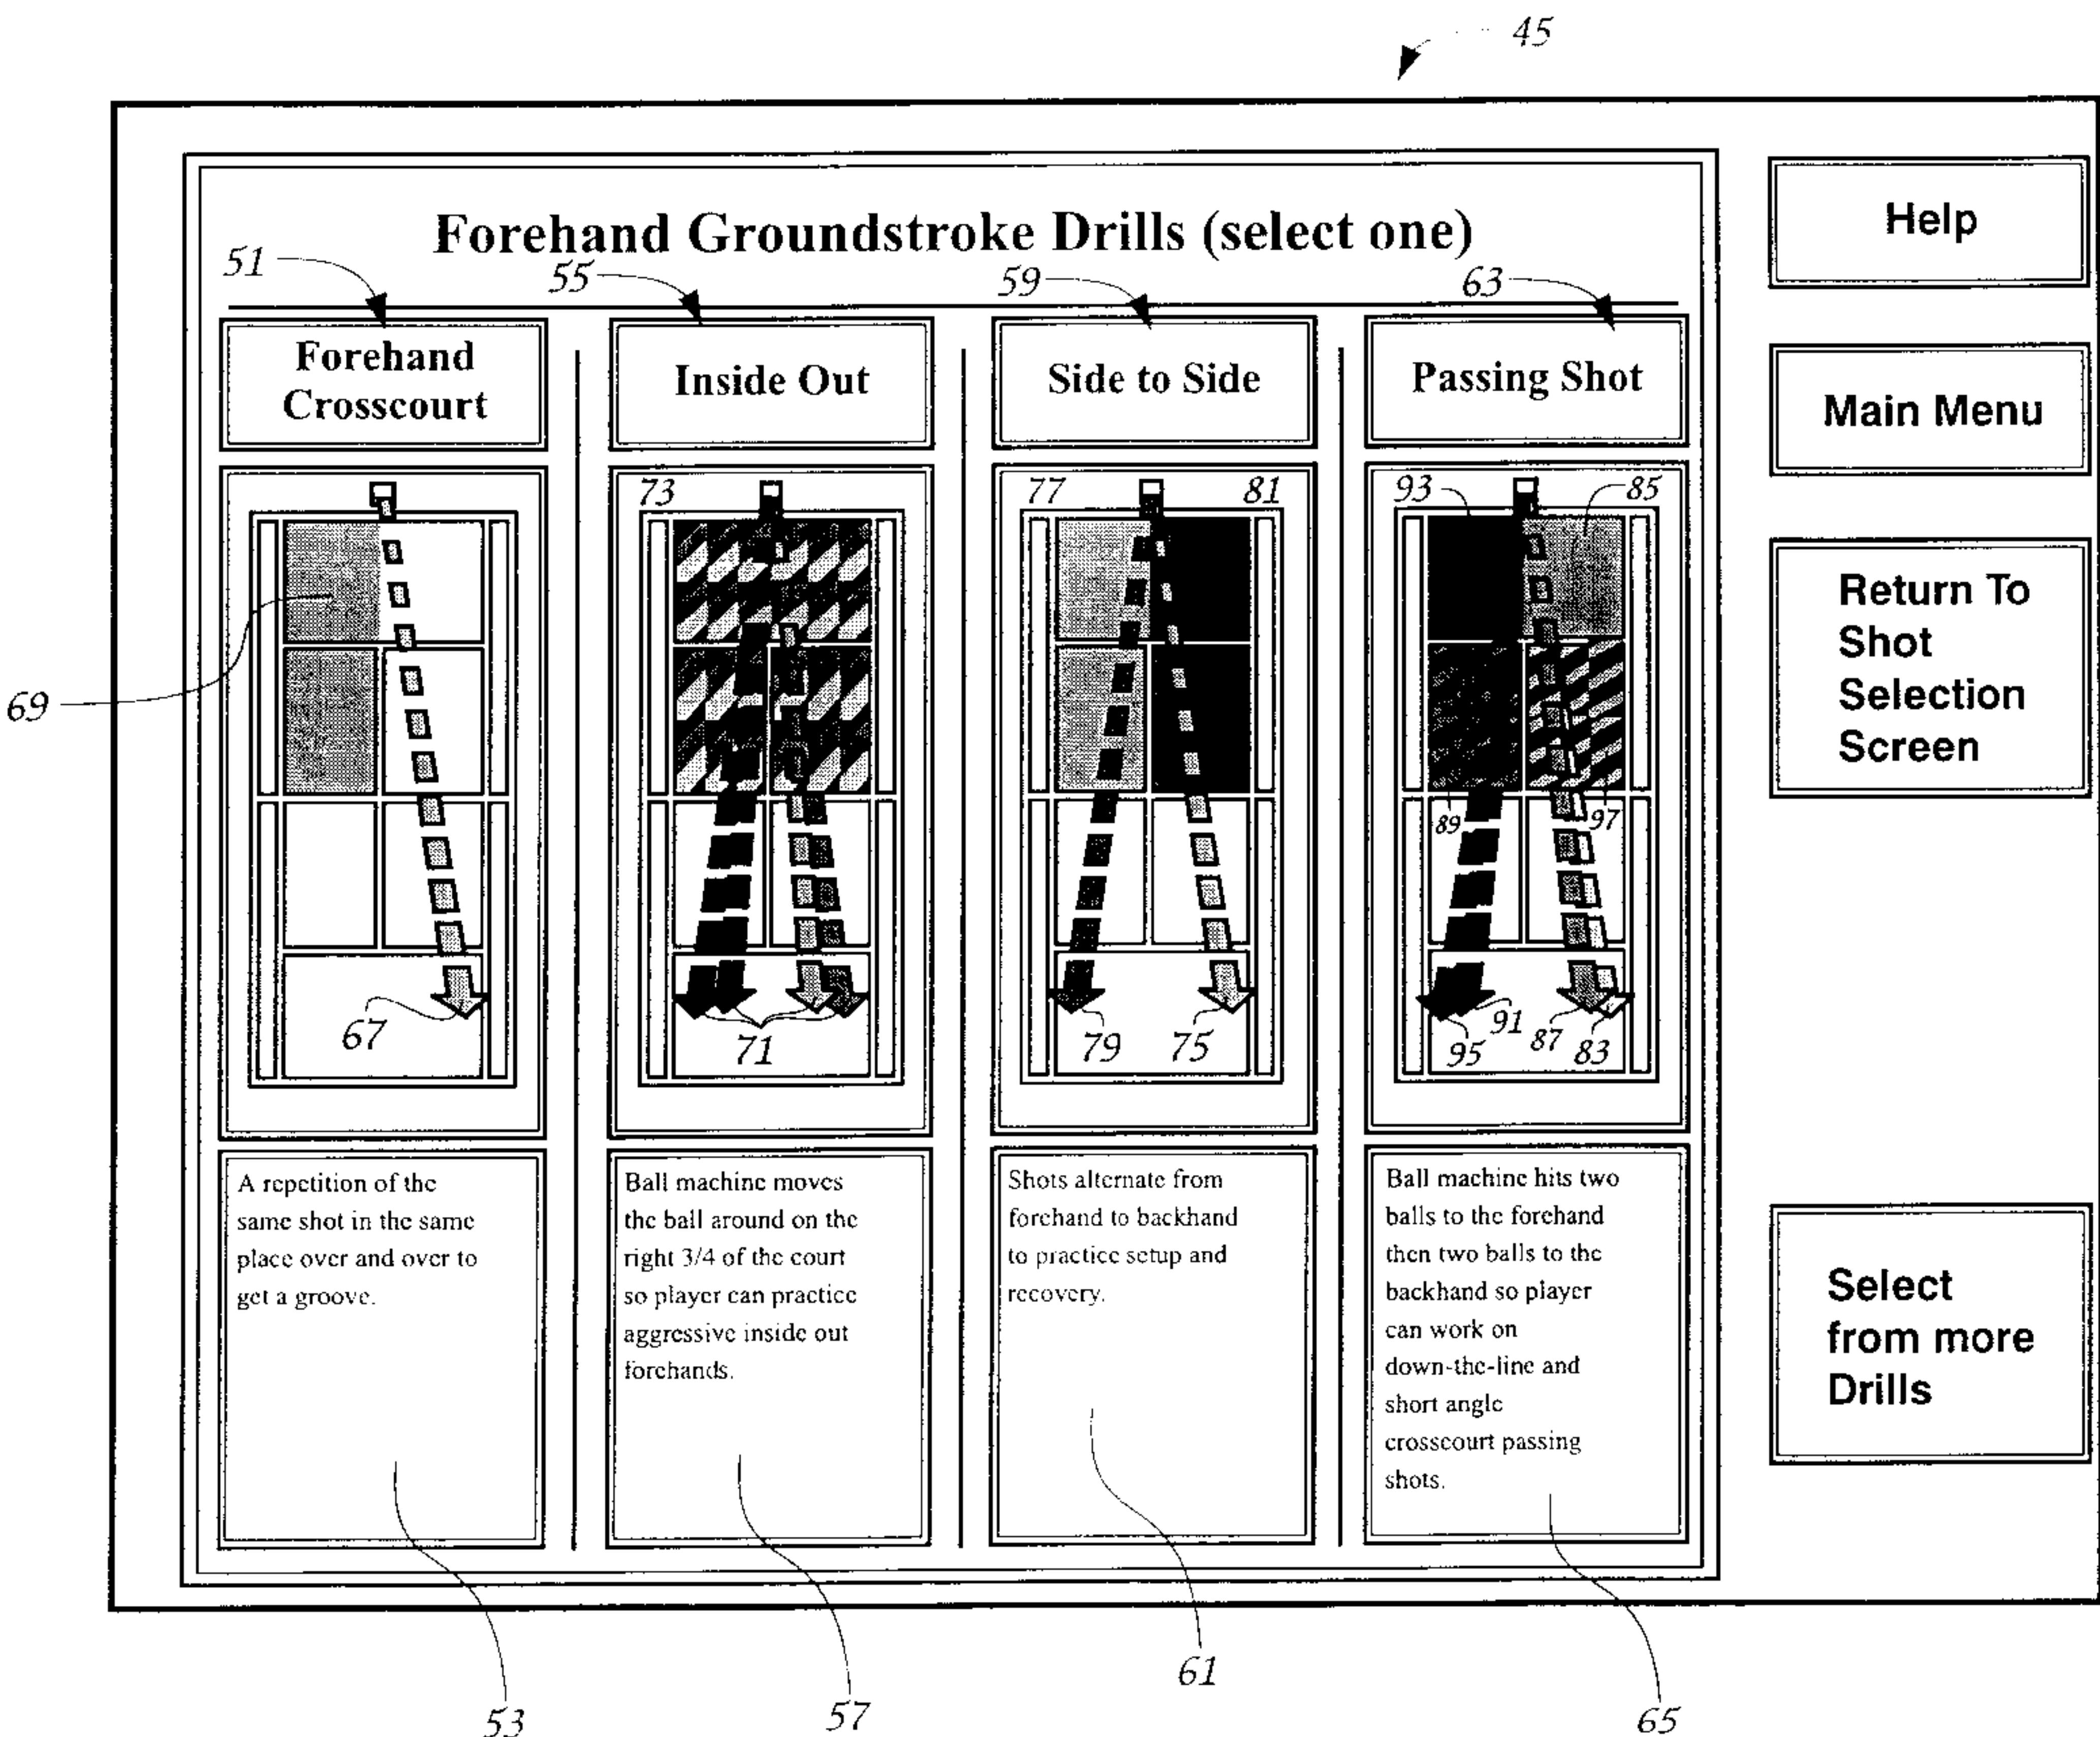 45
Forehand Groundstroke Drills (select one)
51
55
59
63
Forehand
Crosscourt
Inside Out
Side to Side
Passing Shot
73
77
81
93
85
69
89
97
67
71
79
75
95
91
87
83
A repetition of the
same shot in the same
place over and over to
get a groove.
Ball machine moves
the ball around on the
right 3/4 of the court
so player can practice
aggressive inside out
forehands.
Shots alternate from
forehand to backhand
to practice setup and
recovery.
Ball machine hits two
balls to the forehand
then two balls to the
backhand so player
can work on
down-the-line and
short angle
crosscourt passing
shots.
53
57
61
65
Help
Main Menu
Return To
Shot
Selection
Screen
Select
from more
Drills